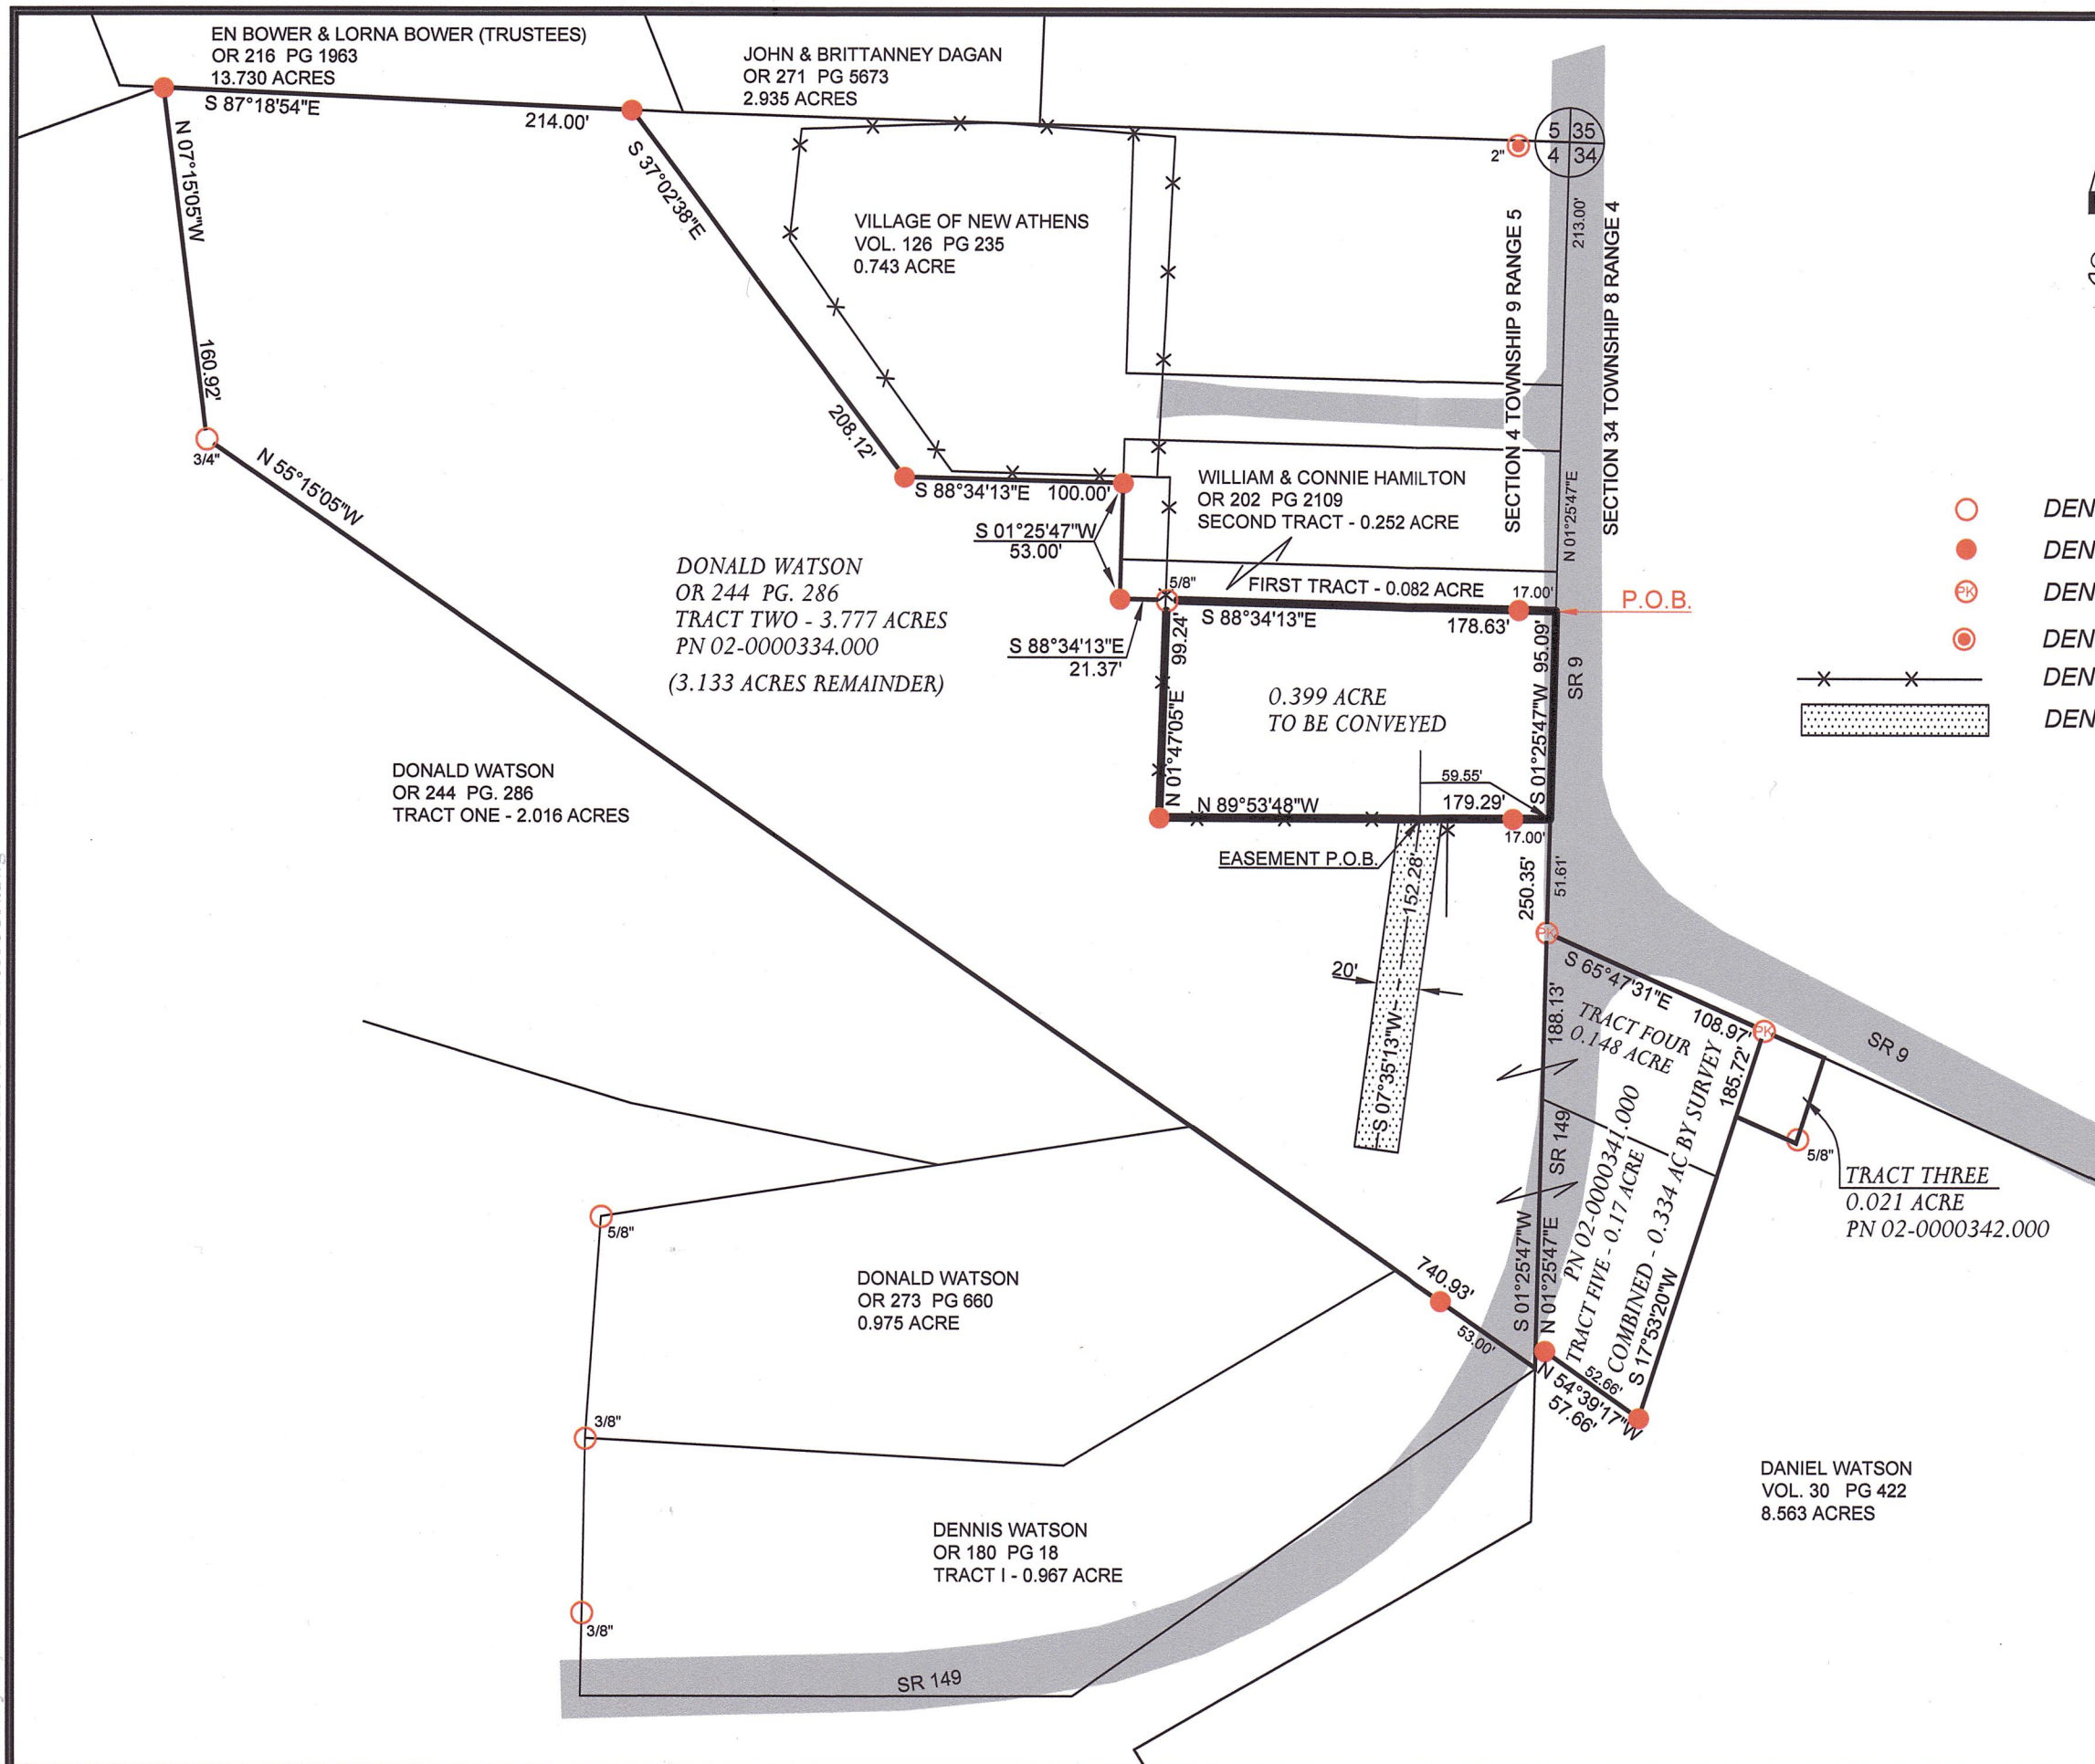 EN BOWER & LORNA BOWER (TRUSTEES)
OR 216 PG 1963
13.730 ACRES
S 87°18'54"E
214.00'
JOHN & BRITTANNEY DAGAN
OR 271 PG 5673
2.935 ACRES
2"
5 35
4 34
213.00'
N 07°15'05"W
160.92'
3/4"
S 37°02'38"E
208.12'
VILLAGE OF NEW ATHENS
VOL. 126 PG 235
0.743 ACRE
SECTION 4 TOWNSHIP 9 RANGE 5
SECTION 34 TOWNSHIP 8 RANGE 4
N 01°25'47"E
N 55°15'05"W
S 88°34'13"E 100.00'
S 01°25'47"W
53.00'
WILLIAM & CONNIE HAMILTON
OR 202 PG 2109
SECOND TRACT - 0.252 ACRE
5/8"
FIRST TRACT - 0.082 ACRE
17.00'
P.O.B.
S 88°34'13"E
178.63'
DONALD WATSON
OR 244 PG. 286
TRACT TWO - 3.777 ACRES
PN 02-0000334.000
(3.133 ACRES REMAINDER)
S 88°34'13"E
21.37'
N 01°47'05"E 99.24'
0.399 ACRE
TO BE CONVEYED
S 01°25'47"W 95.09'
SR 9
59.55'
N 89°53'48"W
179.29'
17.00'
EASEMENT P.O.B.
152.28'
S 07°35'13"W
20'
250.35'
51.61'
DEN
DEN
PK
DEN
DEN
DEN
DEN
DONALD WATSON
OR 244 PG. 286
TRACT ONE - 2.016 ACRES
PK
S 65°47'31"E
108.97'
PK
SR 9
188.13'
TRACT FOUR
0.148 ACRE
185.72'
S 17°53'20"W
SR 149
PN 02-0000341.000
TRACT FIVE - 0.17 ACRE
COMBINED - 0.334 AC BY SURVEY
5/8"
TRACT THREE
0.021 ACRE
PN 02-0000342.000
S 01°25'47"W
N 01°25'47"E
740.93'
53.00'
52.66'
N 54°39'17"W
57.66'
5/8"
DONALD WATSON
OR 273 PG 660
0.975 ACRE
3/8"
DANIEL WATSON
VOL. 30 PG 422
8.563 ACRES
DENNIS WATSON
OR 180 PG 18
TRACT I - 0.967 ACRE
3/8"
SR 149